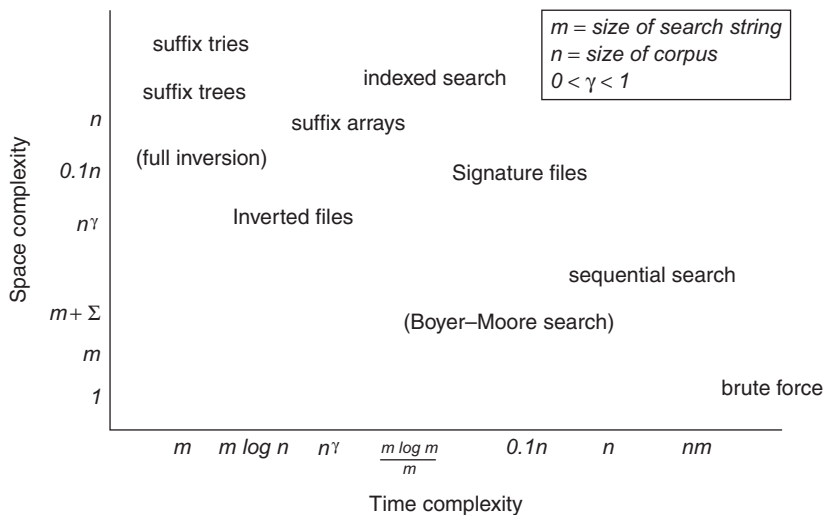 m = size of search string
n = size of corpus
0 < γ < 1
suffix tries
indexed search
suffix trees
suffix arrays
(full inversion)
Signature files
Inverted files
sequential search
(Boyer–Moore search)
brute force
Space complexity
n
0.1n
n^γ
m + Σ
m
1
m
m log n
n^γ
m log m
m
0.1n
n
nm
Time complexity